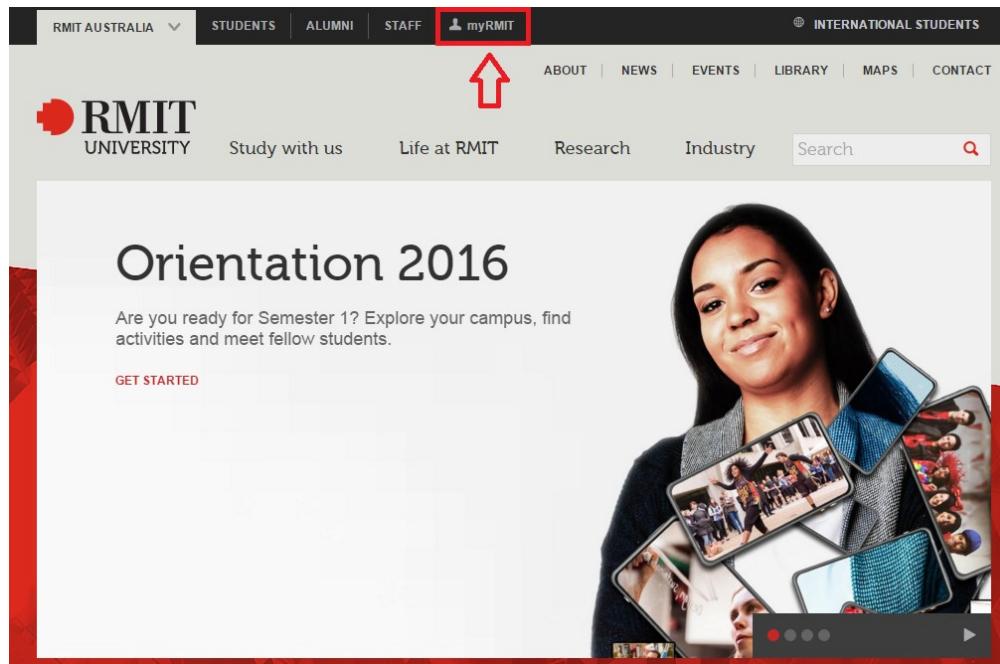 RMIT AUSTRALIA
STUDENTS
ALUMNI
STAFF
myRMIT
INTERNATIONAL STUDENTS
ABOUT
NEWS
EVENTS
LIBRARY
MAPS
CONTACT
RMIT
UNIVERSITY
Study with us
Life at RMIT
Research
Industry
Search
Orientation 2016
Are you ready for Semester 1? Explore your campus, find
activities and meet fellow students.
GET STARTED